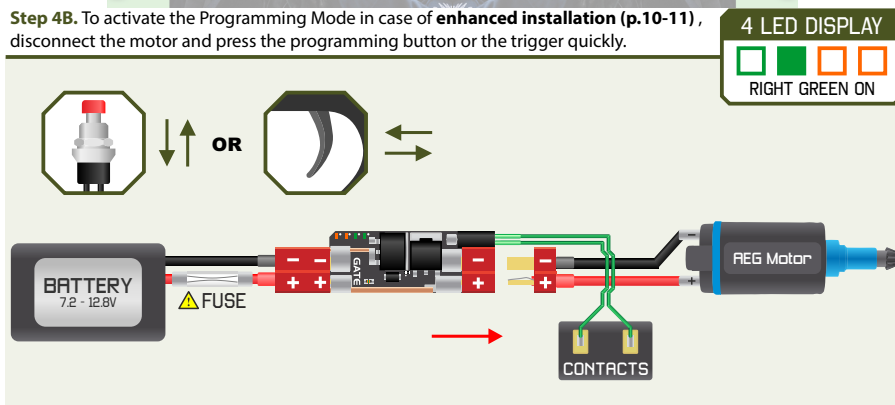 Step 4B. To activate the Programming Mode in case of enhanced installation (p.10-11) ,
disconnect the motor and press the programming button or the trigger quickly.
4 LED DISPLAY
RIGHT GREEN ON
OR
BATTERY
7.2 - 12.8V
FUSE
- -
+ +
GATE
-
+
-
+
-
+
AEG Motor
CONTACTS